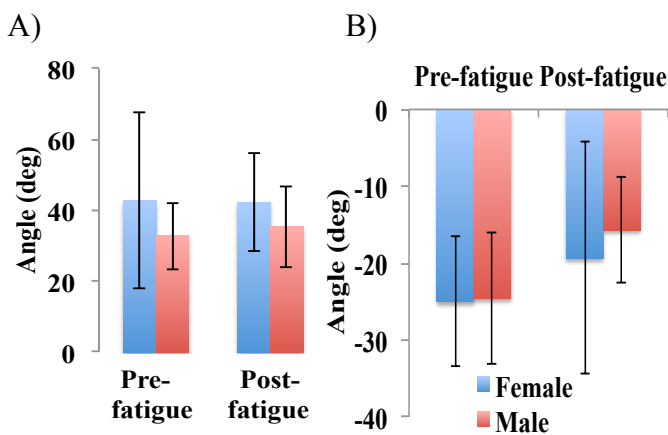 A)
80
60
40
20
0
Angle (deg)
Pre-
fatigue
Post-
fatigue
B)
Pre-fatigue Post-fatigue
0
-10
-20
-30
-40
Angle (deg)
Female
Male